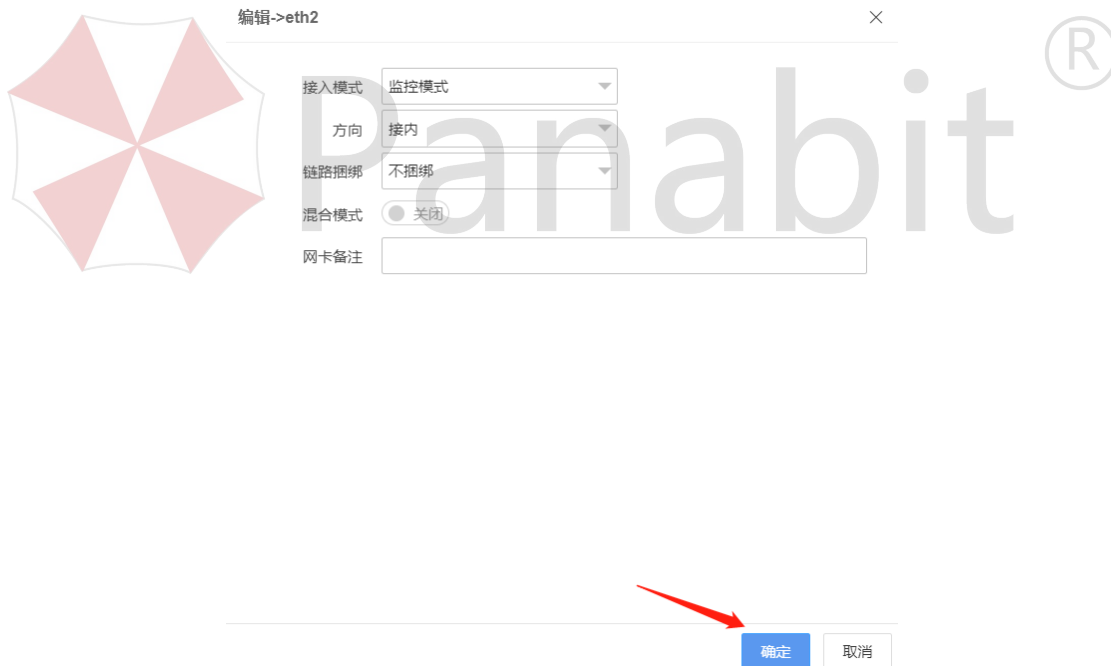 编辑->eth2
接入模式 监控模式
方向 接内
链路捆绑 不捆绑
混合模式 关闭
网卡备注
Panabit®
确定 取消